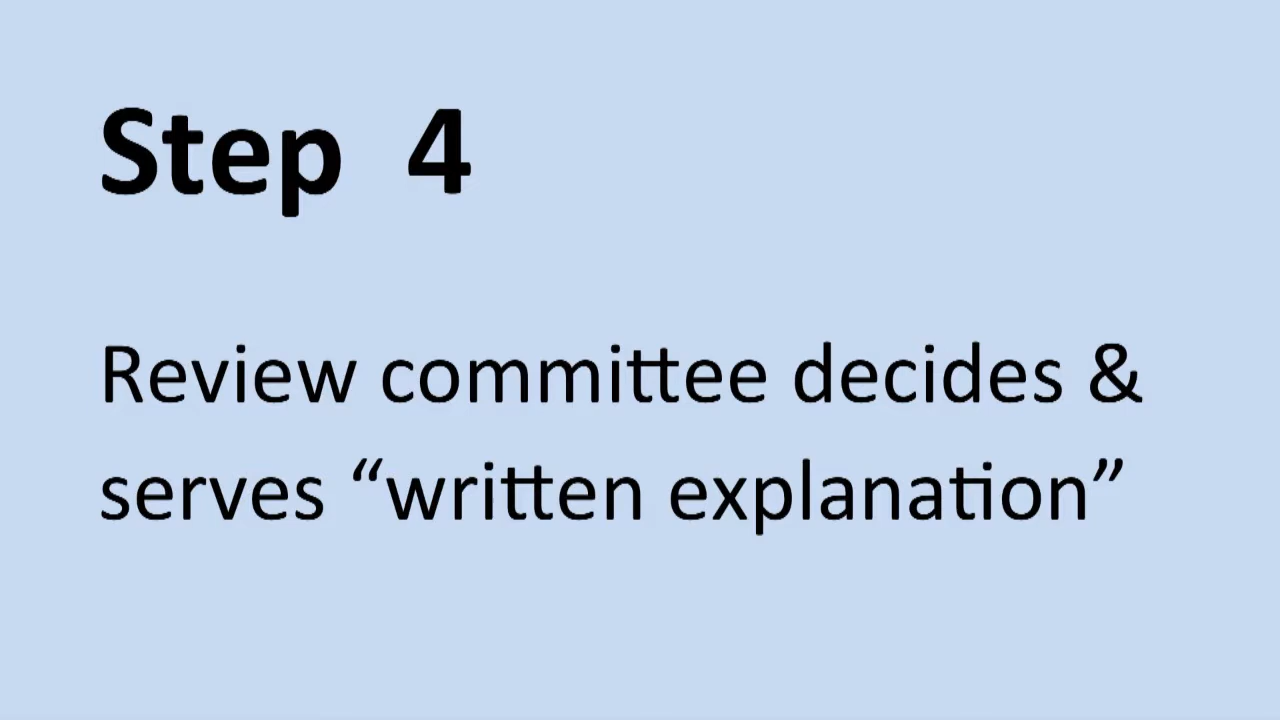 Step 4
Review committee decides &
serves “written explanation”